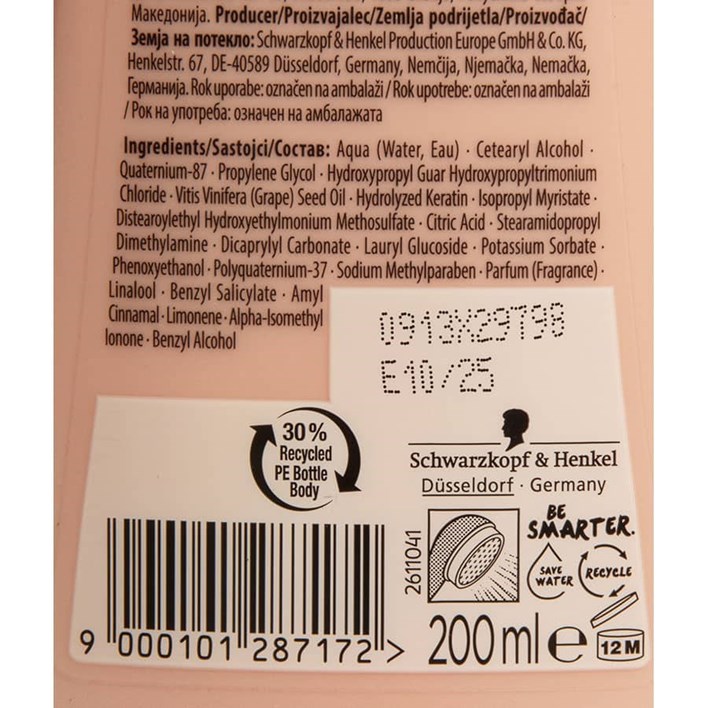 Македонија. Producer/Proizvajalec/Zemlja podrijetla/Proizvođač/
Земја на потекло: Schwarzkopf & Henkel Production Europe GmbH & Co. KG,
Henkelstr. 67, DE-40589 Düsseldorf, Germany, Nemčija, Njemačka, Nemačka,
Германија. Rok uporabe: označen na ambalaži / Rok upotrebe: označen na ambalaži
/ Рок на употреба: означен на амбалажата
Ingredients/Sastojci/Состав: Aqua (Water, Eau) · Cetearyl Alcohol ·
Quaternium-87 · Propylene Glycol · Hydroxypropyl Guar Hydroxypropyltrimonium
Chloride · Vitis Vinifera (Grape) Seed Oil · Hydrolyzed Keratin · Isopropyl Myristate ·
Distearoylethyl Hydroxyethylmonium Methosulfate · Citric Acid · Stearamidopropyl
Dimethylamine · Dicaprylyl Carbonate · Lauryl Glucoside · Potassium Sorbate ·
Phenoxyethanol · Polyquaternium-37 · Sodium Methylparaben · Parfum (Fragrance) ·
Linalool · Benzyl Salicylate · Amyl
Cinnamal · Limonene · Alpha-Isomethyl
Ionone · Benzyl Alcohol
0913X29798
E10/25
30%
Recycled
PE Bottle
Body
Schwarzkopf & Henkel
Düsseldorf · Germany
2611041
BE
SMARTER.
SAVE
WATER
RECYCLE
9 000101 287172 >
200 ml e
12 M